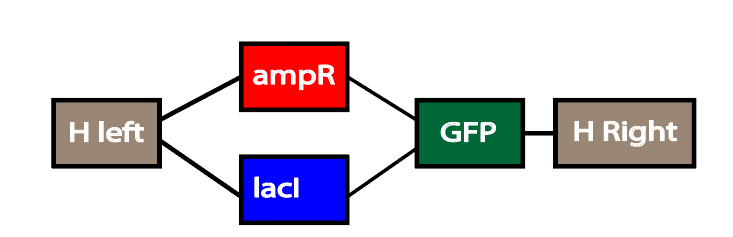 H left
ampR
lacI
GFP
H Right